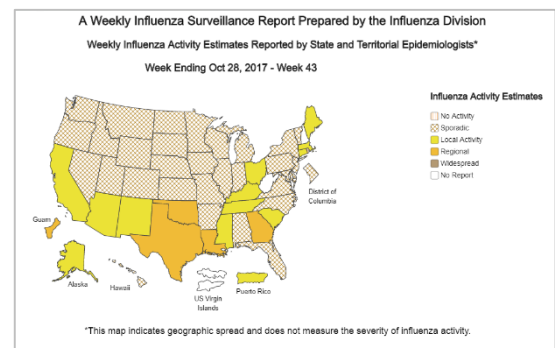 A Weekly Influenza Surveillance Report Prepared by the Influenza Division
Weekly Influenza Activity Estimates Reported by State and Territorial Epidemiologists*
Week Ending Oct 28, 2017 - Week 43
Influenza Activity Estimates
No Activity
Sporadic
Local Activity
Regional
Widespread
No Report
District of
Columbia
Guam
Alaska
Hawaii
US Virgin
Islands
Puerto Rico
*This map indicates geographic spread and does not measure the severity of influenza activity.